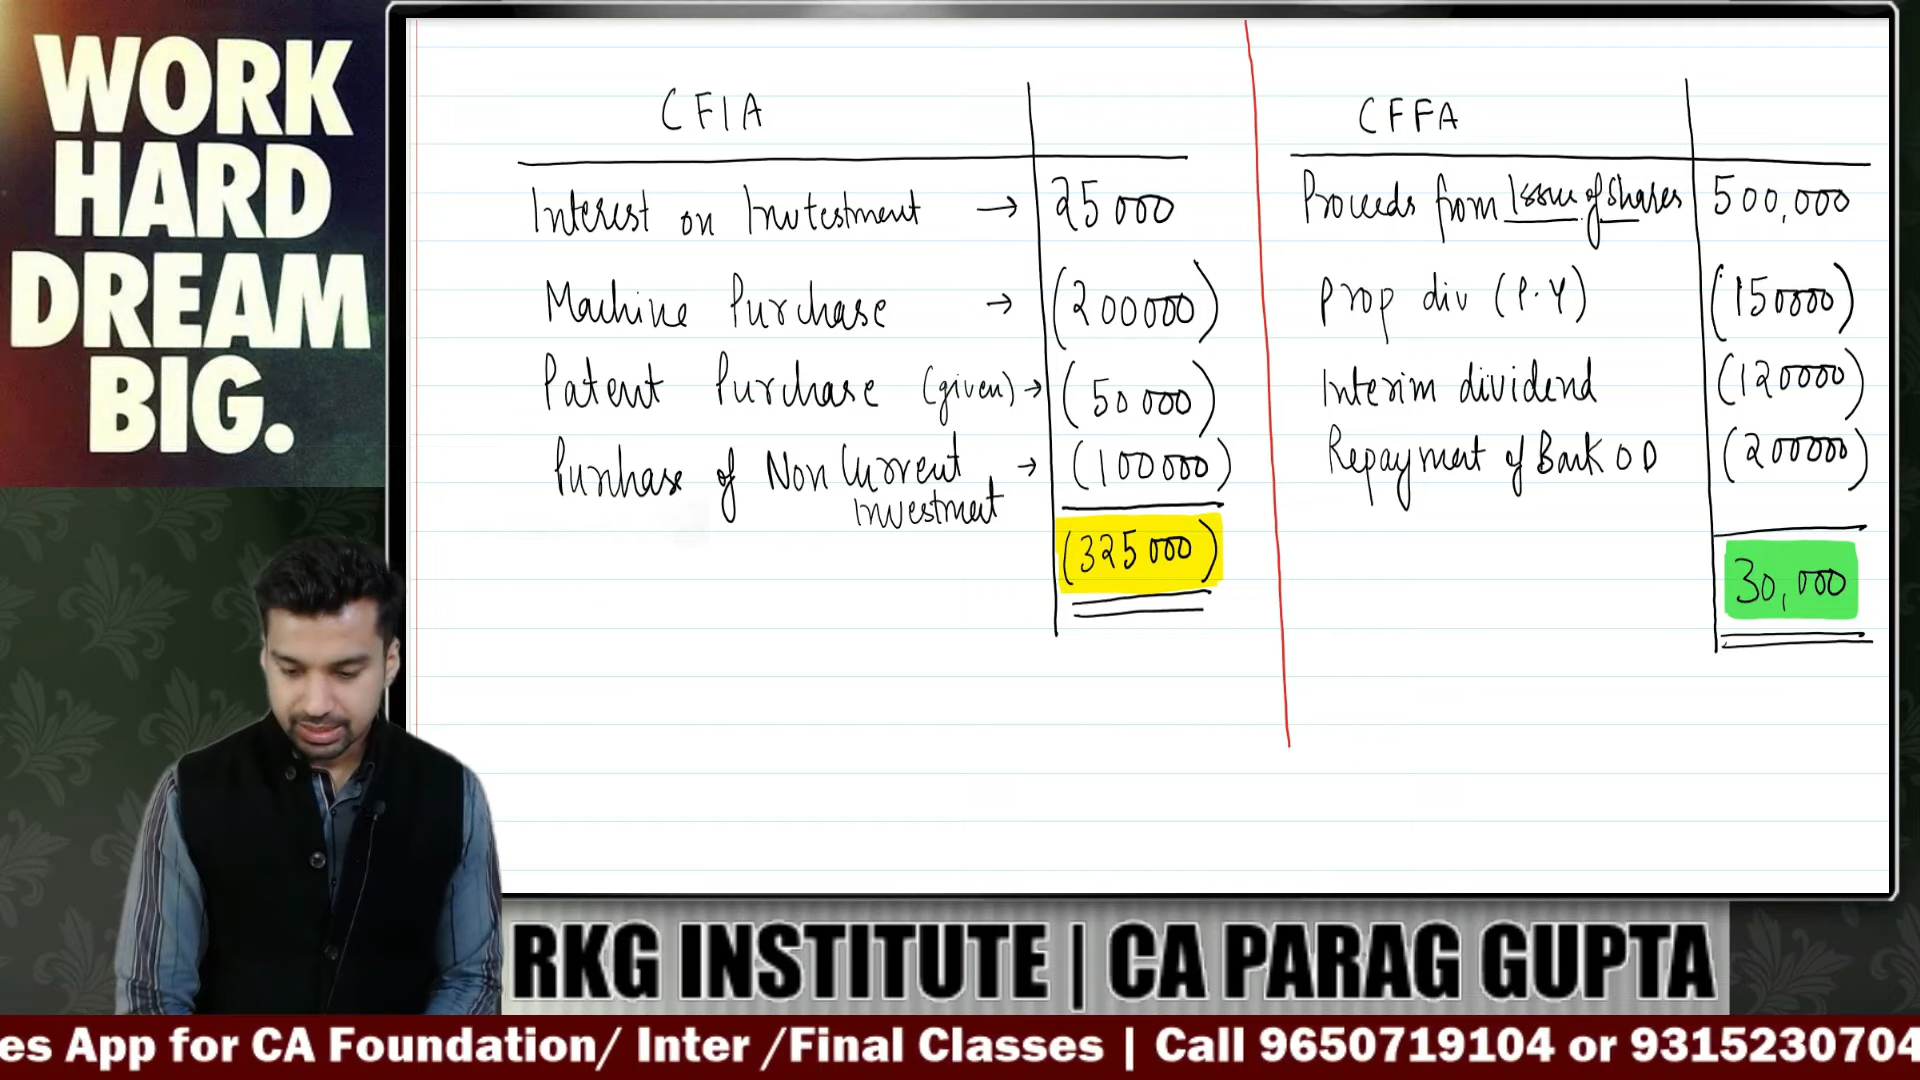 WORK
HARD
DREAM
BIG.
CFIA
Interest on Invtestment → 25000
Machine Purchase → (200000)
Patent Purchase (given) → (50000)
Purchase of Non Current → (100000)
Investment
(325000)
CFFA
Proceeds from Issue of Shares 500,000
Prop div (P.Y) (150000)
Interim dividend (120000)
Repayment of Bank OD (200000)
30,000
RKG INSTITUTE | CA PARAG GUPTA
es App for CA Foundation/ Inter /Final Classes | Call 9650719104 or 9315230704